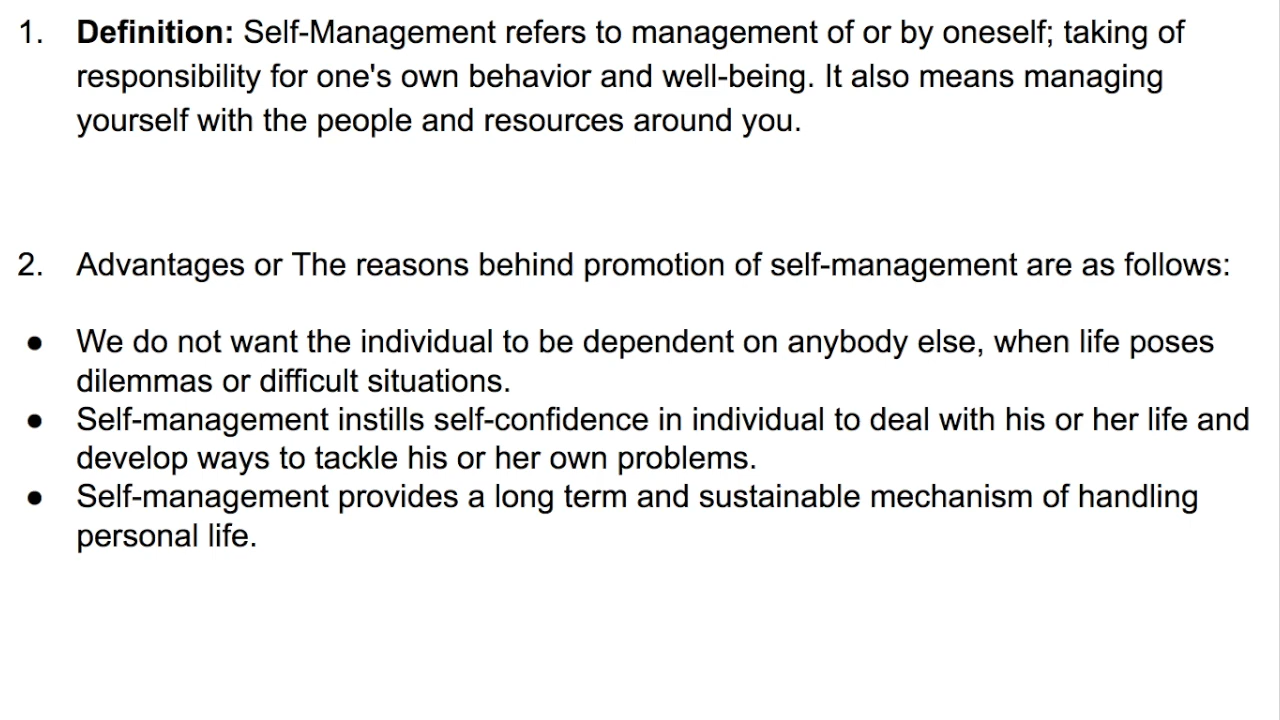 1. Definition: Self-Management refers to management of or by oneself; taking of
responsibility for one's own behavior and well-being. It also means managing
yourself with the people and resources around you.
2. Advantages or The reasons behind promotion of self-management are as follows:
● We do not want the individual to be dependent on anybody else, when life poses
dilemmas or difficult situations.
● Self-management instills self-confidence in individual to deal with his or her life and
develop ways to tackle his or her own problems.
● Self-management provides a long term and sustainable mechanism of handling
personal life.